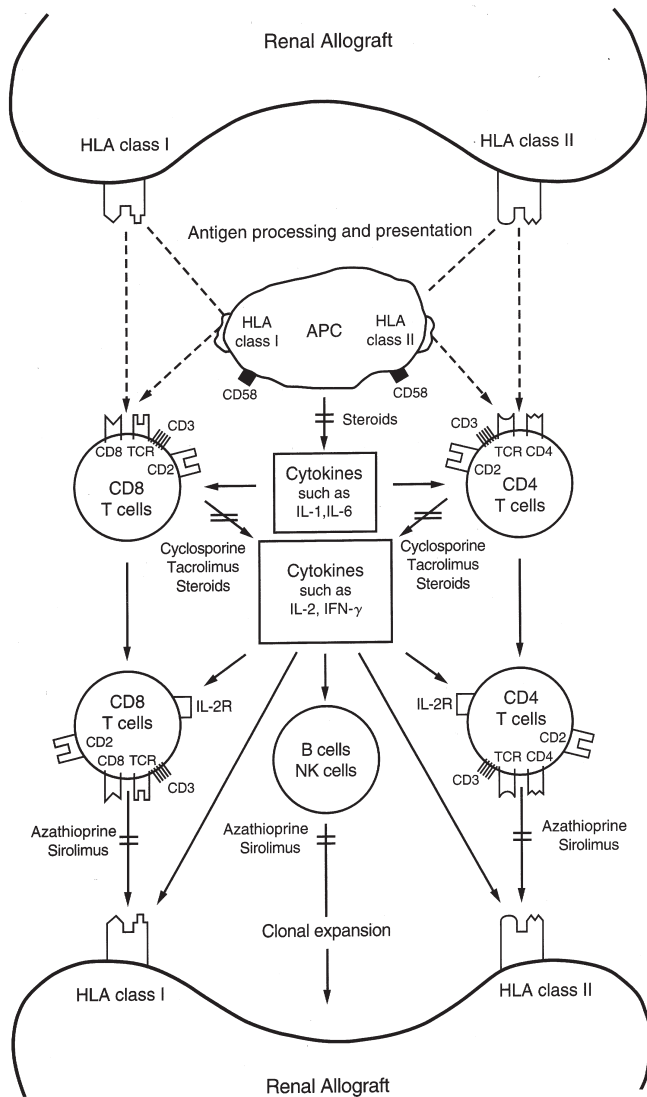 Renal Allograft
HLA class I
HLA class II
Antigen processing and presentation
HLA
class I
APC
HLA
class II
CD58
CD58
Steroids
CD3
CD8 TCR
CD2
CD8
T cells
Cytokines
such as
IL-1,IL-6
CD3
TCR CD4
CD2
CD4
T cells
Cyclosporine
Tacrolimus
Steroids
Cytokines
such as
IL-2, IFN-γ
Cyclosporine
Tacrolimus
Steroids
CD8
T cells
IL-2R
CD2
CD8 TCR
CD3
B cells
NK cells
IL-2R
CD4
T cells
CD2
TCR CD4
CD3
Azathioprine
Sirolimus
Azathioprine
Sirolimus
Azathioprine
Sirolimus
Clonal expansion
HLA class I
HLA class II
Renal Allograft